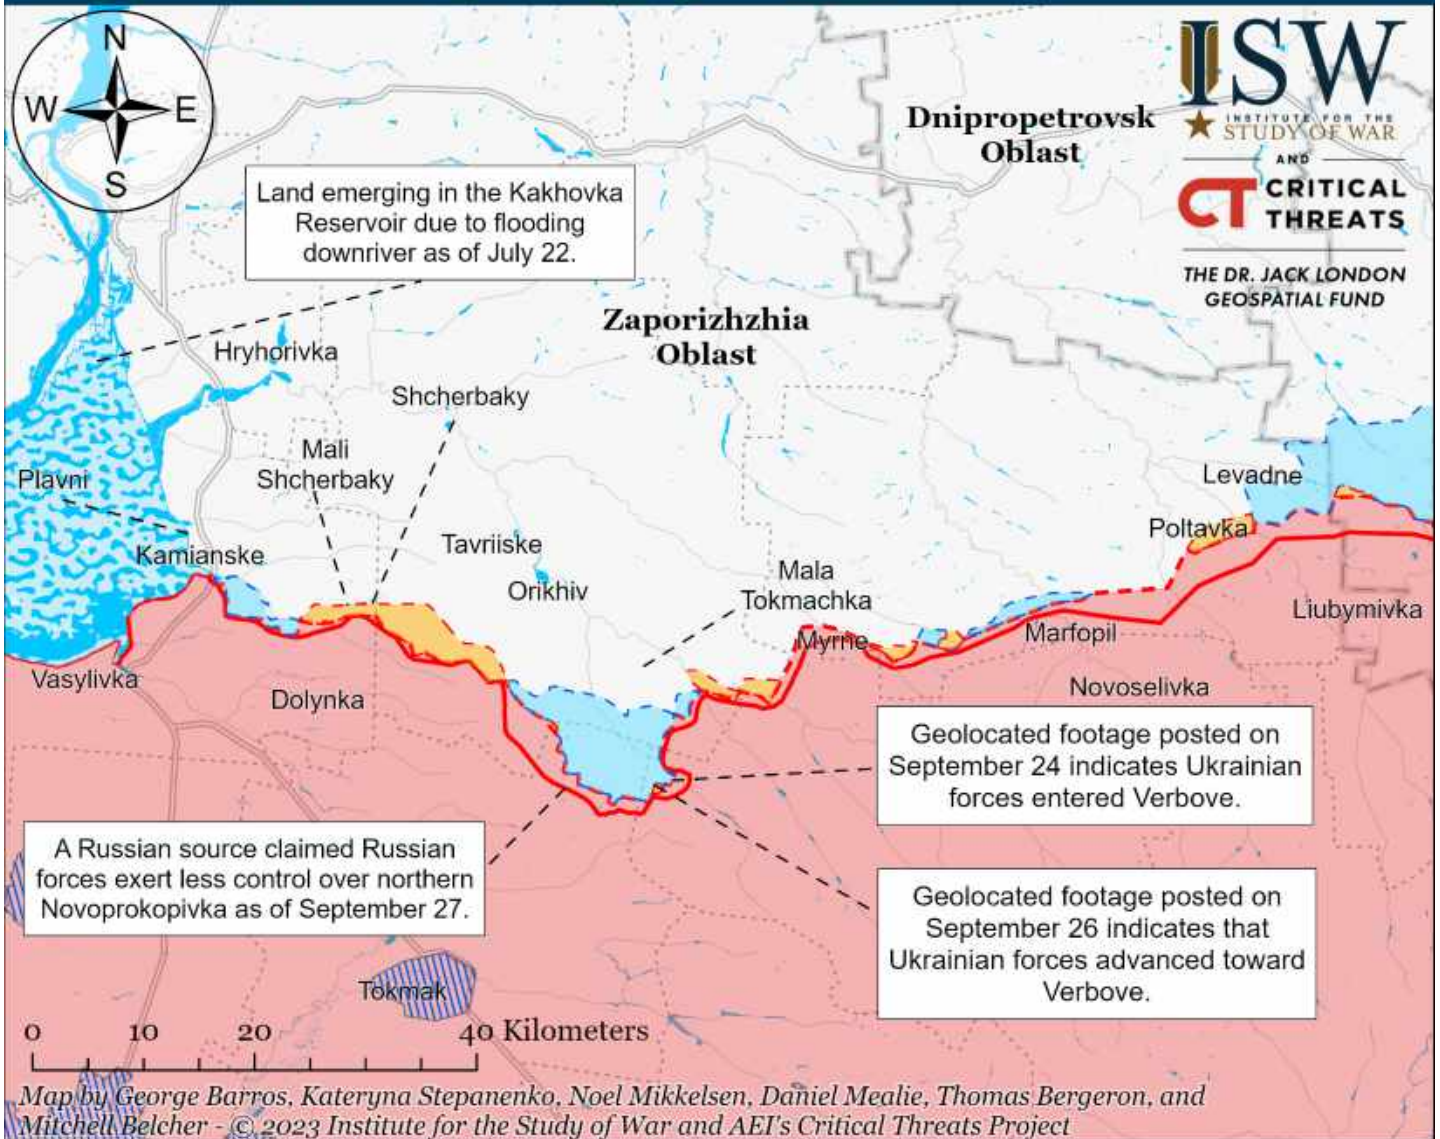 N
W
E
S
ISW
INSTITUTE FOR THE
STUDY OF WAR
AND
CT CRITICAL
THREATS
THE DR. JACK LONDON
GEOSPATIAL FUND
Dnipropetrovsk
Oblast
Land emerging in the Kakhovka
Reservoir due to flooding
downriver as of July 22.
Zaporizhzhia
Oblast
Hryhorivka
Shcherbaky
Mali
Shcherbaky
Plavni
Levadne
Poltavka
Kamianske
Tavriiske
Orikhiv
Mala
Tokmachka
Liubymivka
Myrne
Marfopil
Vasylivka
Dolynka
Novoselivka
Geolocated footage posted on
September 24 indicates Ukrainian
forces entered Verbove.
A Russian source claimed Russian
forces exert less control over northern
Novoprokopivka as of September 27.
Geolocated footage posted on
September 26 indicates that
Ukrainian forces advanced toward
Verbove.
Tokmak
0 10 20 40 Kilometers
Map by George Barros, Kateryna Stepanenko, Noel Mikkelsen, Daniel Mealie, Thomas Bergeron, and
Mitchell Belcher - © 2023 Institute for the Study of War and AEI's Critical Threats Project